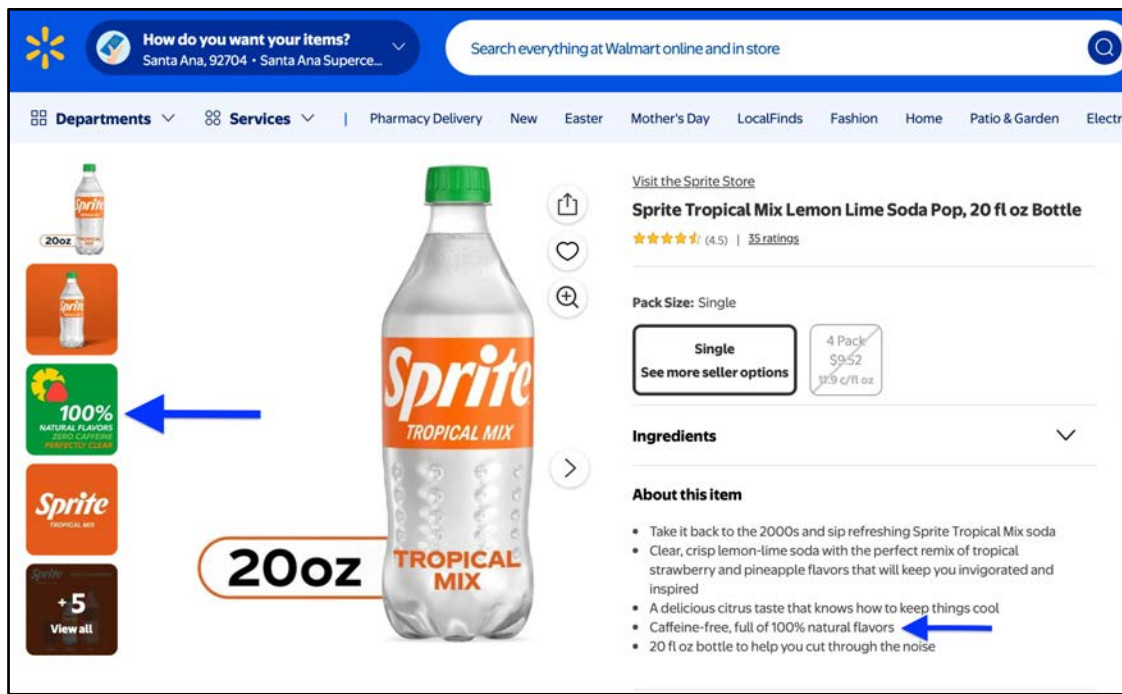 How do you want your items?
Santa Ana, 92704 • Santa Ana Superce...
Search everything at Walmart online and in store
Departments
Services
|
Pharmacy Delivery
New
Easter
Mother's Day
LocalFinds
Fashion
Home
Patio & Garden
Electr
Sprite
20oz
TROPICAL
MIX
Sprite
100%
NATURAL FLAVORS
ZERO CAFFEINE
PERFECTLY CLEAR
Sprite
TROPICAL MIX
Sprite
+5
View all
Sprite
TROPICAL MIX
20oz
TROPICAL
MIX
Visit the Sprite Store
Sprite Tropical Mix Lemon Lime Soda Pop, 20 fl oz Bottle
(4.5) | 35 ratings
Pack Size: Single
Single
See more seller options
4 Pack
$9.52
11.9 c/fl oz
Ingredients
About this item
• Take it back to the 2000s and sip refreshing Sprite Tropical Mix soda
• Clear, crisp lemon-lime soda with the perfect remix of tropical
strawberry and pineapple flavors that will keep you invigorated and
inspired
• A delicious citrus taste that knows how to keep things cool
• Caffeine-free, full of 100% natural flavors
• 20 fl oz bottle to help you cut through the noise